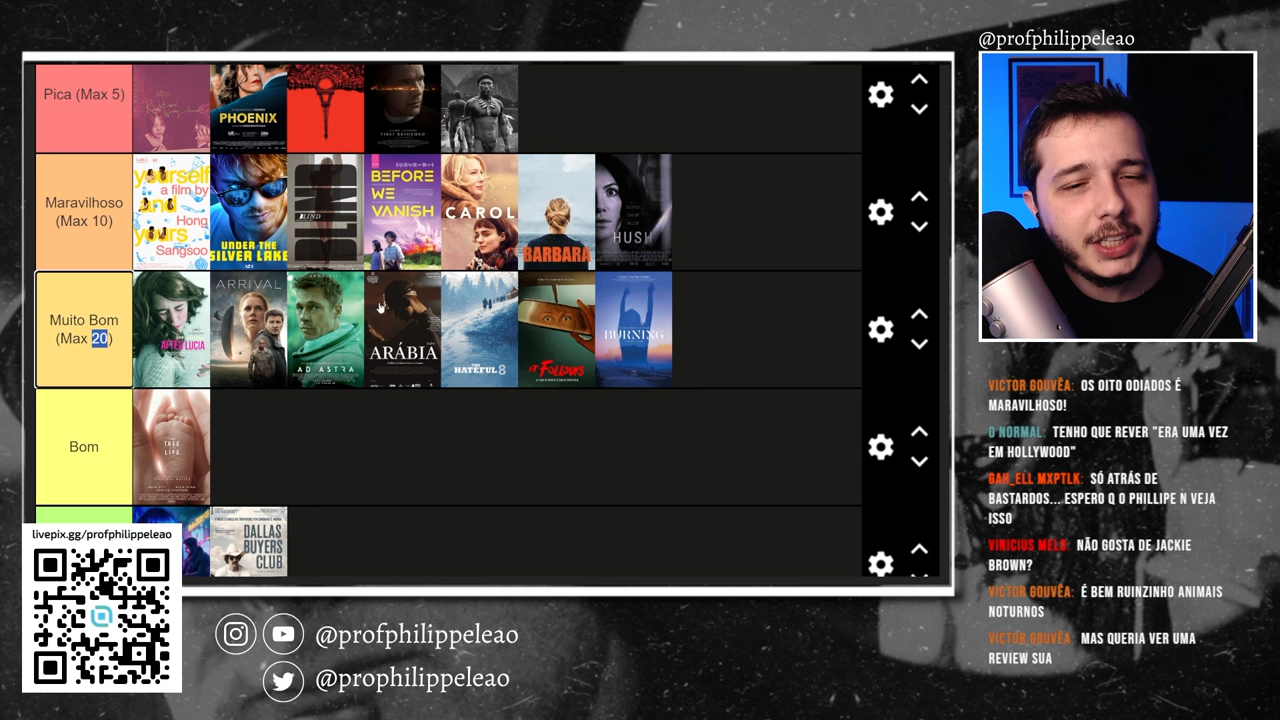 @profphilippeleao
Pica (Max 5)
PHOENIX
FIRST REFORMED
Maravilhoso
(Max 10)
yourself
a film by
and
Hong
yours
Sangsoo
UNDER THE
SILVER LAKE
BLIND
BLIND
BEFORE
WE
VANISH
CAROL
BARBARA
HUSH
Muito Bom
(Max 20)
AFTER LUCIA
ARRIVAL
AD ASTRA
ARÁBIA
THE
HATEFUL 8
IT FOLLOWS
BURNING
Bom
THE
TREE
OF
LIFE
DALLAS
BUYERS
CLUB
livepix.gg/profphilippeleao
@profphilippeleao
@prophilippeleao
VICTOR GOUVÊA: OS OITO ODIADOS É
MARAVILHOSO!
O NORMAL: TENHO QUE REVER "ERA UMA VEZ
EM HOLLYWOOD"
GAH_ELL MXPTLK: SÓ ATRÁS DE
BASTARDOS... ESPERO Q O PHILLIPE N VEJA
ISSO
VINICIUS MELO: NÃO GOSTA DE JACKIE
BROWN?
VICTOR GOUVÊA: É BEM RUINZINHO ANIMAIS
NOTURNOS
VICTOR GOUVÊA: MAS QUERIA VER UMA
REVIEW SUA